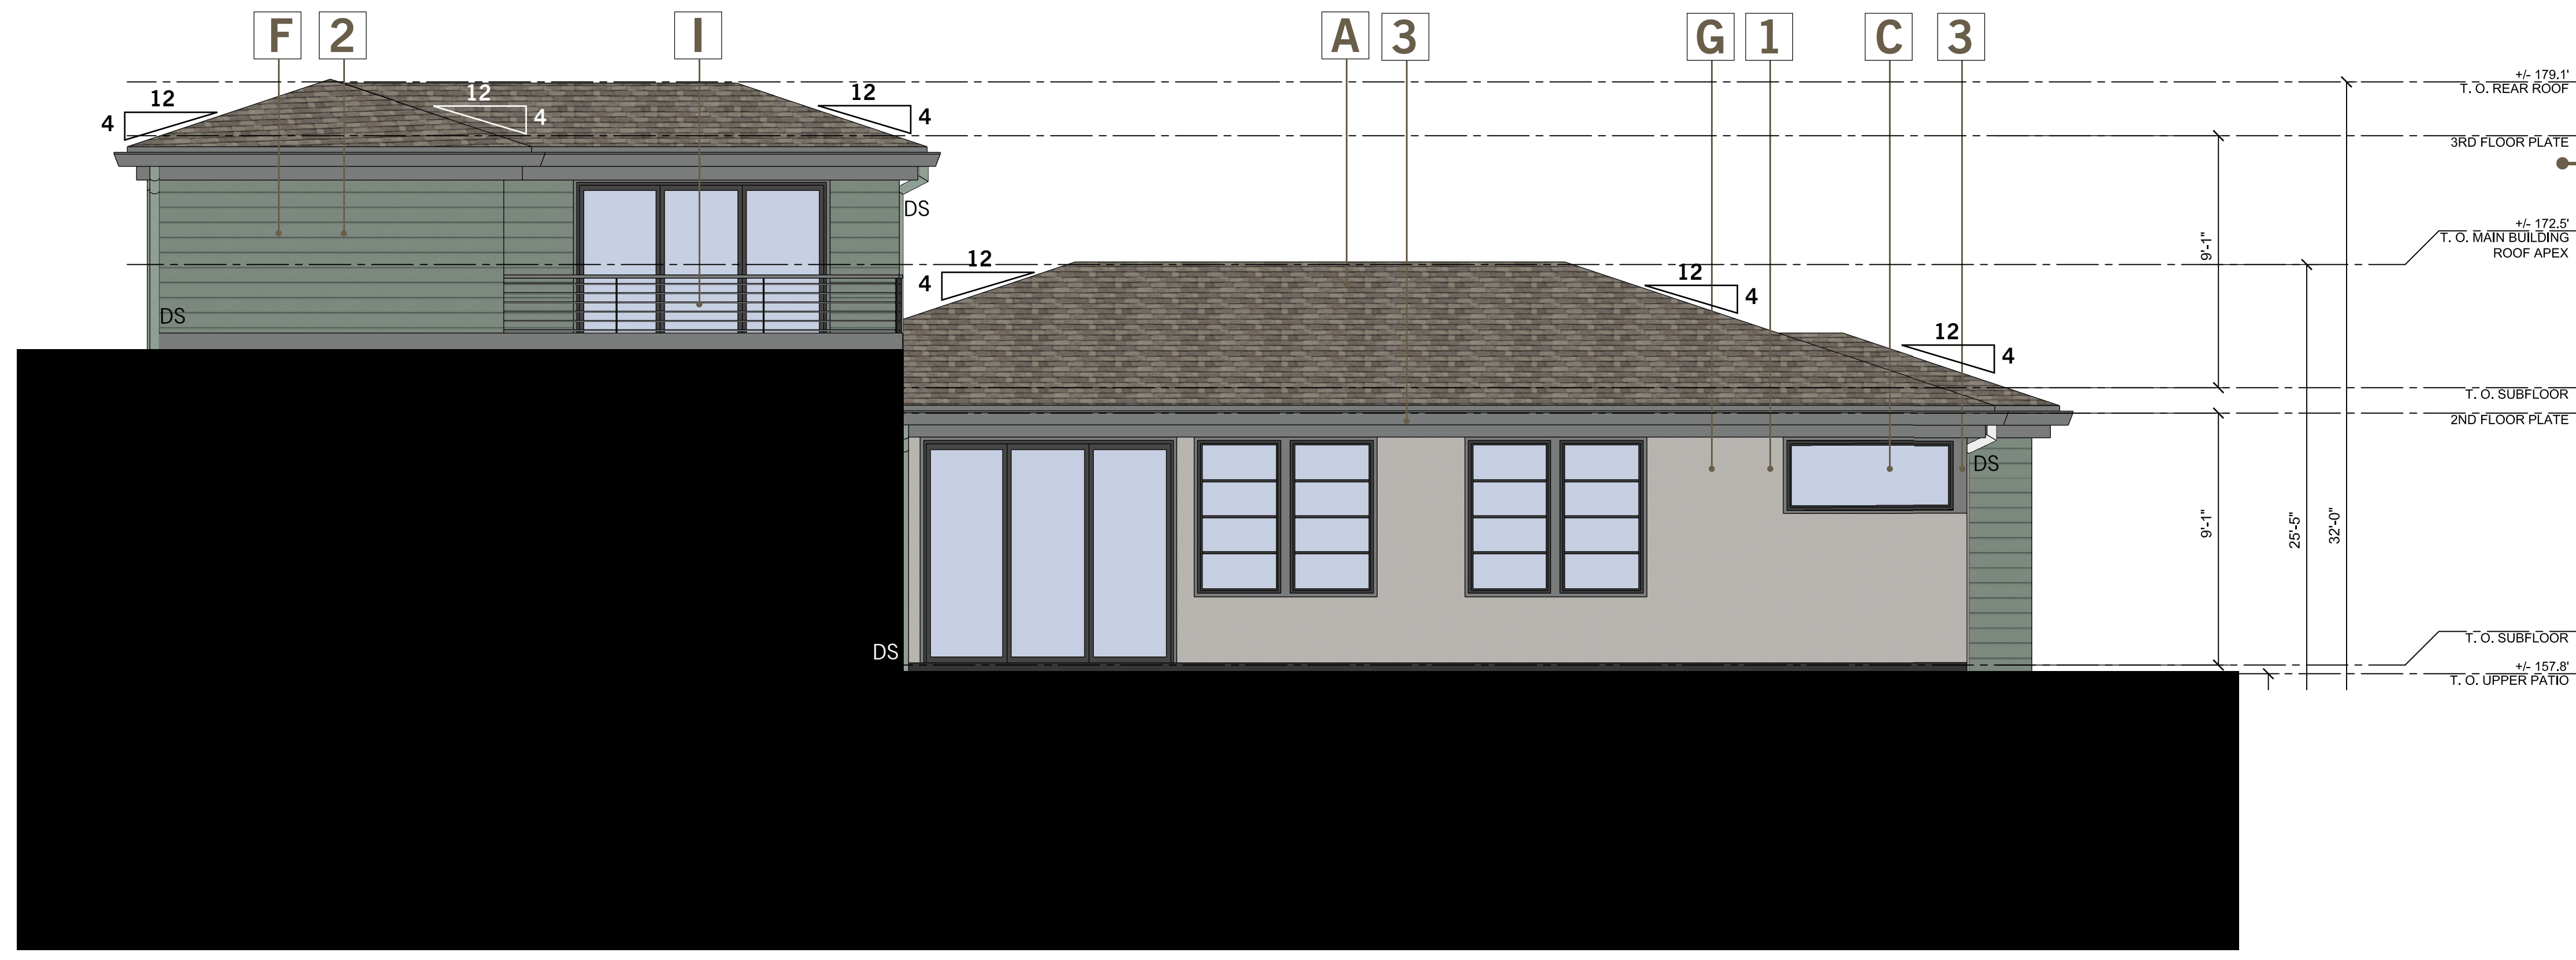 F 2 I A 3 G 1 C 3
+/- 179.1'
T. O. REAR ROOF
12
4
12
4
12
4
3RD FLOOR PLATE
DS
+/- 172.5'
T. O. MAIN BUILDING
ROOF APEX
9'-1"
12
4
12
4
DS
12
4
T. O. SUBFLOOR
2ND FLOOR PLATE
DS
9'-1"
25'-5"
32'-0"
DS
T. O. SUBFLOOR
+/- 157.8'
T. O. UPPER PATIO